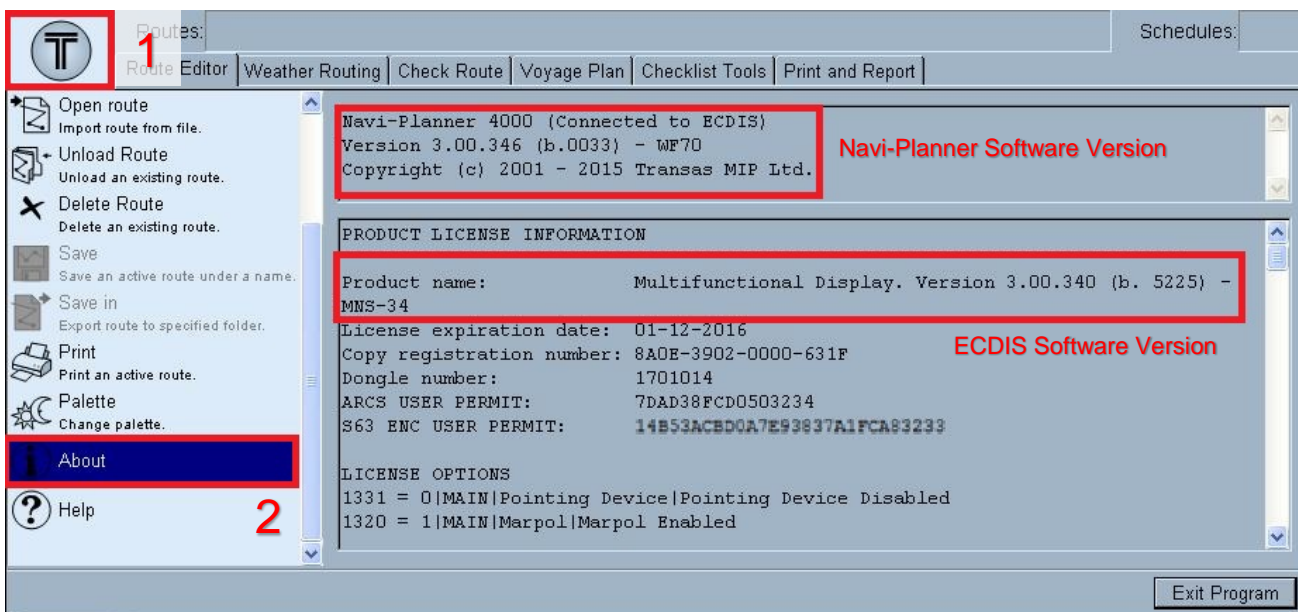 1
Routes:
Schedules:
Route Editor
Weather Routing
Check Route
Voyage Plan
Checklist Tools
Print and Report
Open route
Import route from file.
Unload Route
Unload an existing route.
Delete Route
Delete an existing route.
Save
Save an active route under a name.
Save in
Export route to specified folder.
Print
Print an active route.
Palette
Change palette.
About
Help
2
Navi-Planner 4000 (Connected to ECDIS)
Version 3.00.346 (b.0033) - WF70
Copyright (c) 2001 - 2015 Transas MIP Ltd.
Navi-Planner Software Version
PRODUCT LICENSE INFORMATION
Product name: Multifunctional Display. Version 3.00.340 (b. 5225) -
MNS-34
License expiration date: 01-12-2016
Copy registration number: 8A0E-3902-0000-631F
ECDIS Software Version
Dongle number: 1701014
ARCS USER PERMIT: 7DAD38FCD0503234
S63 ENC USER PERMIT:
LICENSE OPTIONS
1331 = 0|MAIN|Pointing Device|Pointing Device Disabled
1320 = 1|MAIN|Marpol|Marpol Enabled
Exit Program